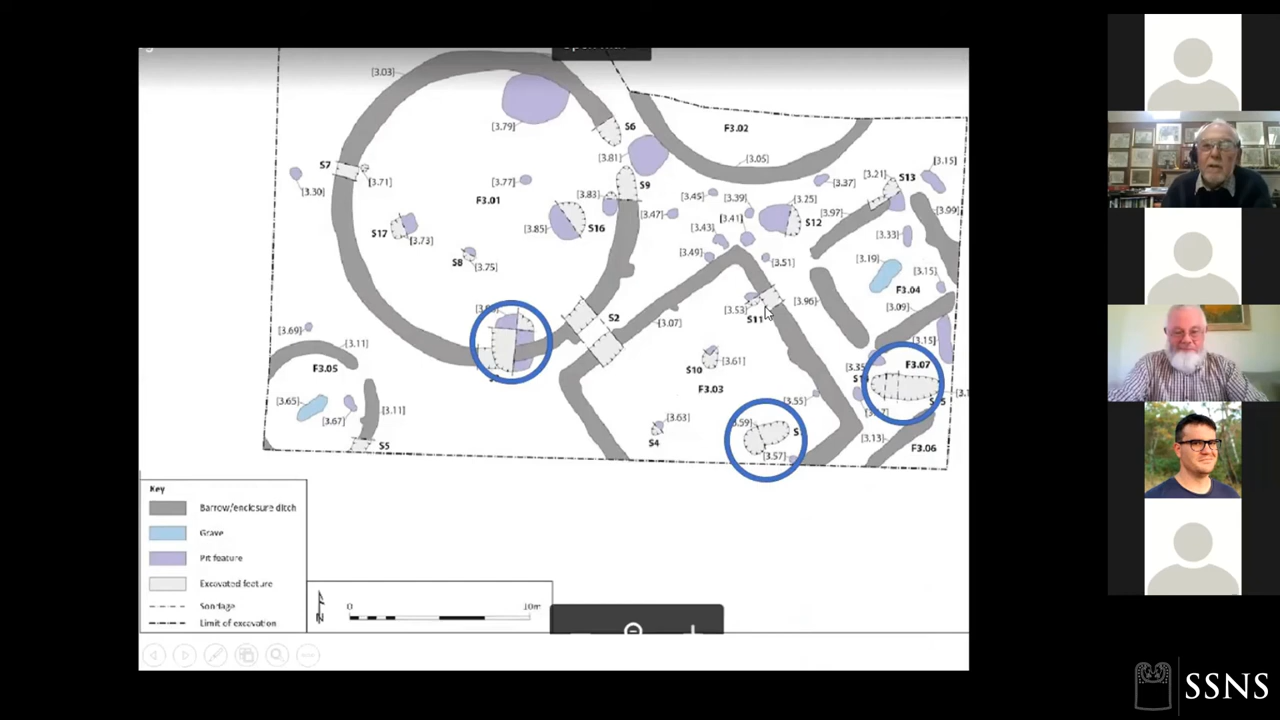 [3.03]
[3.79]
S6
F3.02
[3.05]
[3.81]
S7
[3.71]
[3.30]
[3.77]
F3.01
[3.83]
S9
[3.47]
[3.85]
S16
S17
[3.73]
S8
[3.75]
[3.45]
[3.39]
[3.41]
[3.43]
[3.49]
[3.37]
[3.25]
S12
[3.51]
[3.21]
S13
[3.15]
[3.97]
[3.99]
[3.33]
[3.19]
[3.15]
F3.04
[3.09]
[3.53]
S11
[3.96]
S2
[3.07]
S10
[3.61]
F3.03
[3.15]
F3.07
[3.69]
[3.11]
F3.05
[3.65]
[3.67]
[3.11]
S5
[3.63]
S4
[3.55]
[3.57]
[3.13]
F3.06
Key
Barrow/enclosure ditch
Grave
Pit feature
Excavated feature
Sondage
Limit of excavation
N
0
10m
SSNS